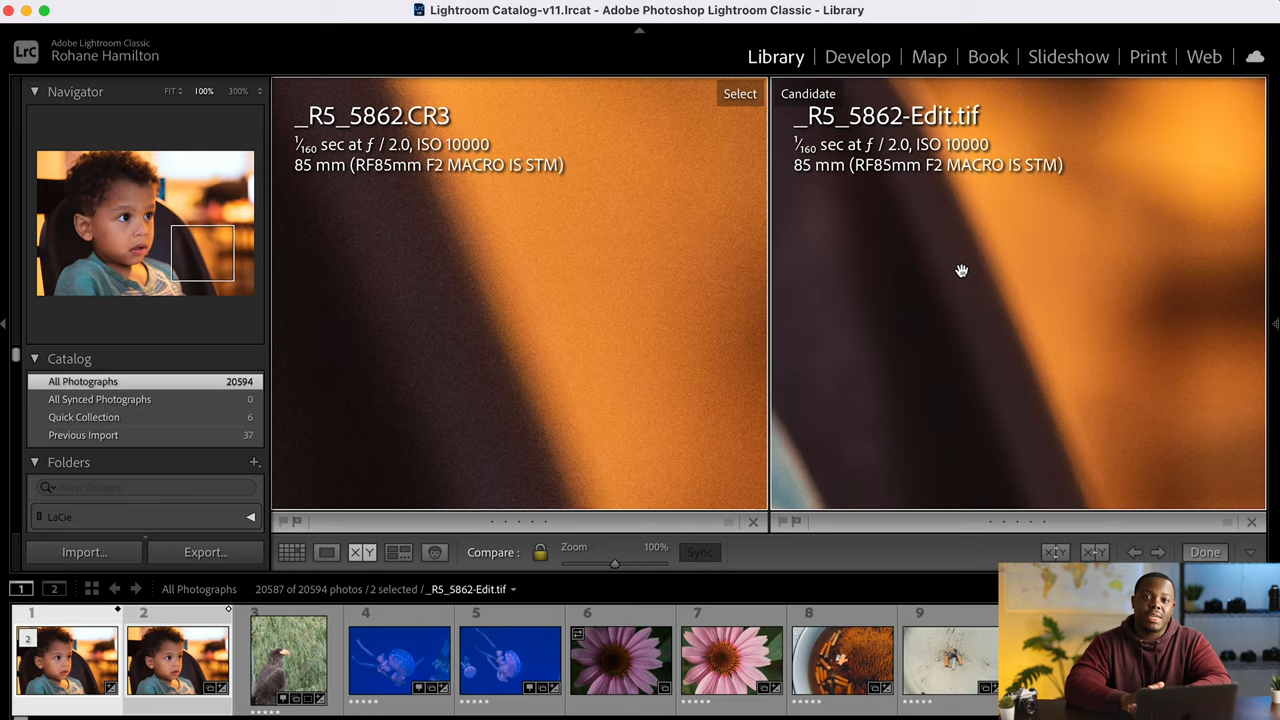 Lightroom Catalog-v11.lrcat - Adobe Photoshop Lightroom Classic - Library
LrC
Adobe Lightroom Classic
Rohane Hamilton
Library | Develop | Map | Book | Slideshow | Print | Web
Navigator
FIT 100% 300%
_R5_5862.CR3
1/160 sec at ƒ / 2.0, ISO 10000
85 mm (RF85mm F2 MACRO IS STM)
Select
Candidate
_R5_5862-Edit.tif
1/160 sec at ƒ / 2.0, ISO 10000
85 mm (RF85mm F2 MACRO IS STM)
Catalog
All Photographs 20594
All Synced Photographs 0
Quick Collection 6
Previous Import 37
Folders
Filter Folders
LaCie
Import... Export...
X Y
Compare : Zoom 100% Sync
X Y X Y Done
1 2 All Photographs 20587 of 20594 photos / 2 selected / _R5_5862-Edit.tif
1 2 3 4 5 6 7 8 9
2